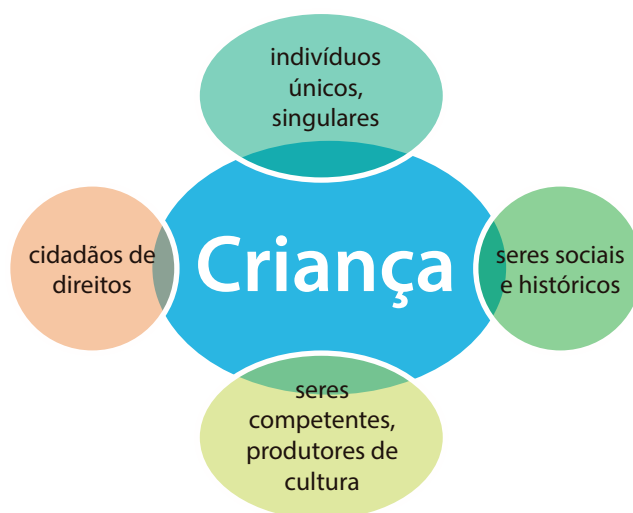 indivíduos
únicos,
singulares
cidadãos de
direitos
Criança
seres sociais
e históricos
seres
competentes,
produtores de
cultura